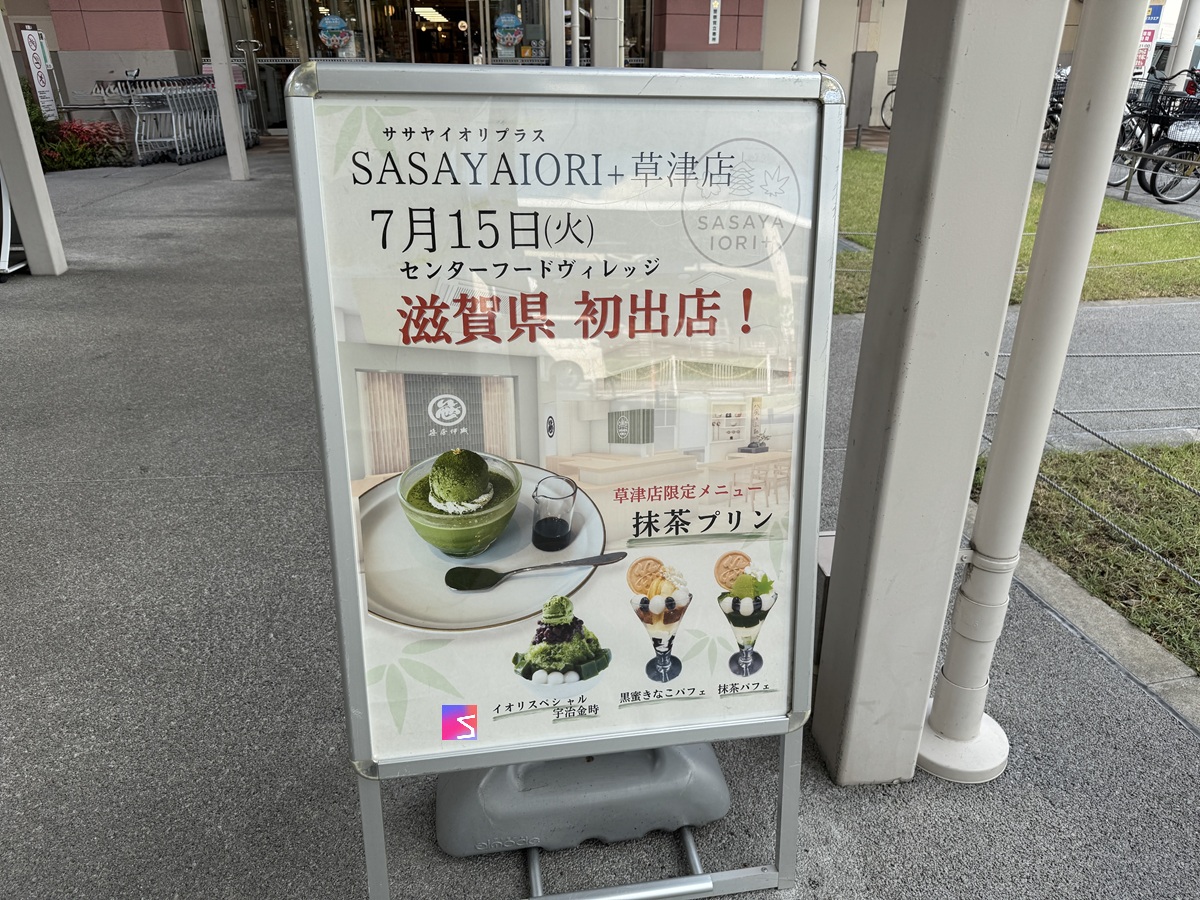 ササヤイオリプラス
SASAYAIORI+草津店
SASAYA
IORI+
7月15日(火)
センターフードヴィレッジ
滋賀県 初出店!
草津店限定メニュー
抹茶プリン
イオリスペシャル
宇治金時
黒蜜きなこパフェ
抹茶パフェ